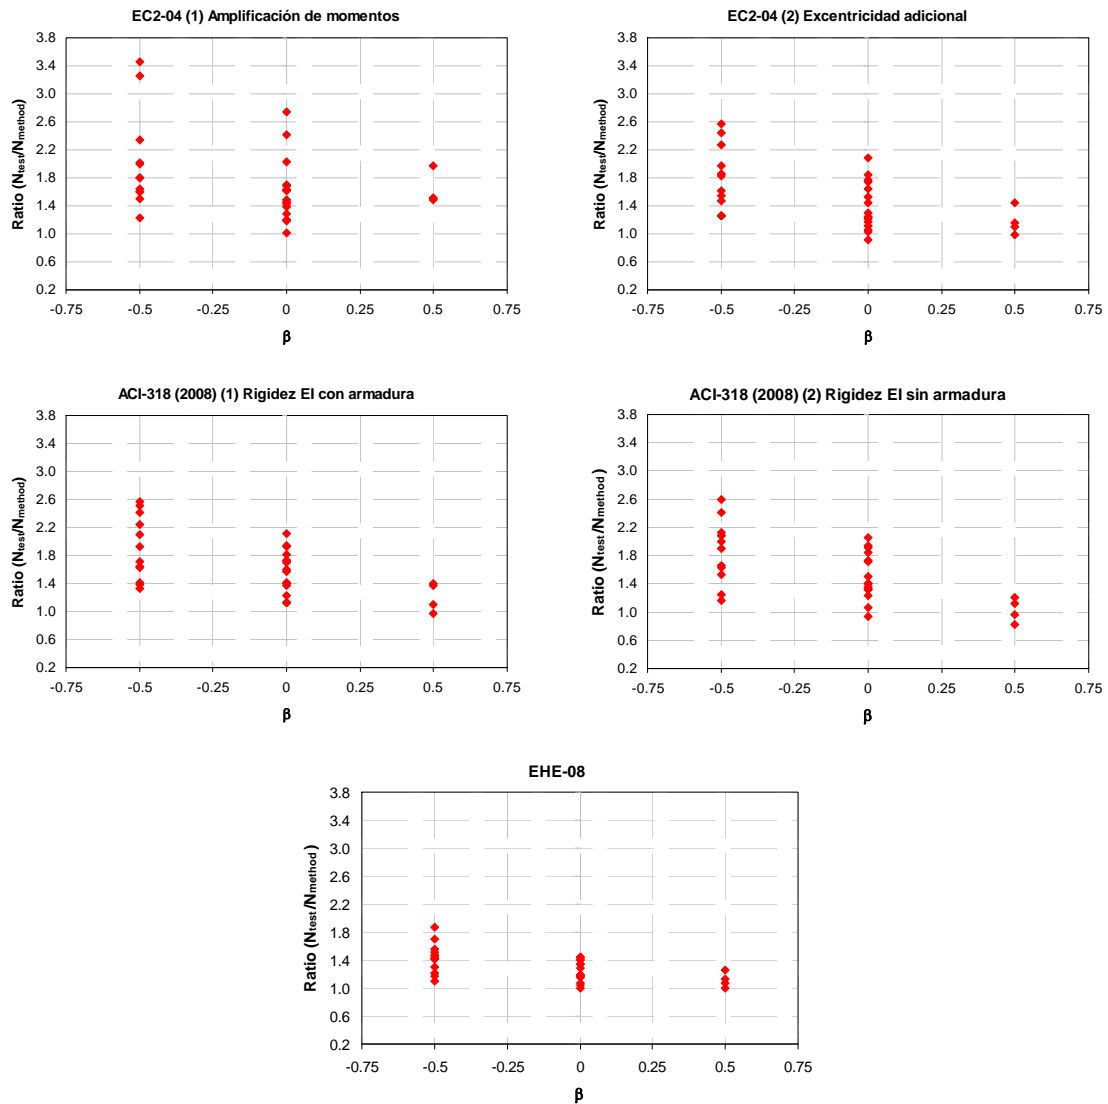 EC2-04 (1) Amplificación de momentos
3.8
3.4
3.0
2.6
2.2
1.8
1.4
1.0
0.6
0.2
-0.75 -0.5 -0.25 0 0.25 0.5 0.75
Ratio (Ntest/Nmethod)
β
EC2-04 (2) Excentricidad adicional
3.8
3.4
3.0
2.6
2.2
1.8
1.4
1.0
0.6
0.2
-0.75 -0.5 -0.25 0 0.25 0.5 0.75
Ratio (Ntest/Nmethod)
β
ACI-318 (2008) (1) Rigidez EI con armadura
3.8
3.4
3.0
2.6
2.2
1.8
1.4
1.0
0.6
0.2
-0.75 -0.5 -0.25 0 0.25 0.5 0.75
Ratio (Ntest/Nmethod)
β
ACI-318 (2008) (2) Rigidez EI sin armadura
3.8
3.4
3.0
2.6
2.2
1.8
1.4
1.0
0.6
0.2
-0.75 -0.5 -0.25 0 0.25 0.5 0.75
Ratio (Ntest/Nmethod)
β
EHE-08
3.8
3.4
3.0
2.6
2.2
1.8
1.4
1.0
0.6
0.2
-0.75 -0.5 -0.25 0 0.25 0.5 0.75
Ratio (Ntest/Nmethod)
β